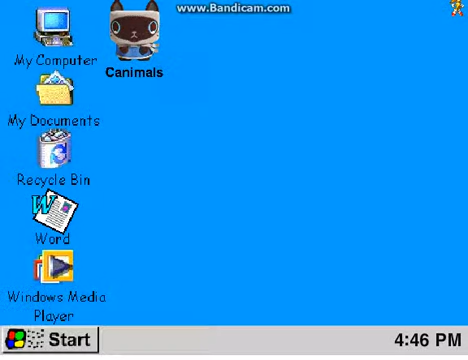 www.Bandicam.com
My Computer
Canimals
My Documents
Recycle Bin
Word
Windows Media
Player
Start
4:46 PM